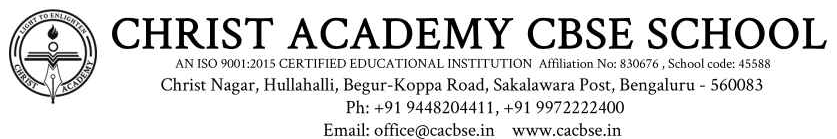 LIGHT TO ENLIGHTEN
CHRIST ACADEMY
CHRIST ACADEMY CBSE SCHOOL
AN ISO 9001:2015 CERTIFIED EDUCATIONAL INSTITUTION Affiliation No: 830676 , School code: 45588
Christ Nagar, Hullahalli, Begur-Koppa Road, Sakalawara Post, Bengaluru - 560083
Ph: +91 9448204411, +91 9972222400
Email: office@cacbse.in www.cacbse.in